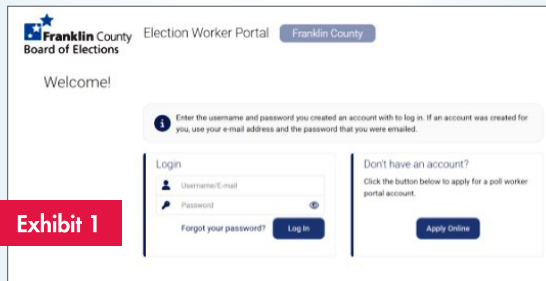 Franklin County
Board of Elections
Election Worker Portal
Franklin County
Welcome!
Enter the username and password you created an account with to log in. If an account was created for
you, use your e-mail address and the password that you were emailed.
Login
Username/E-mail
Password
Forgot your password?
Log In
Don't have an account?
Click the button below to apply for a poll worker
portal account.
Apply Online
Exhibit 1